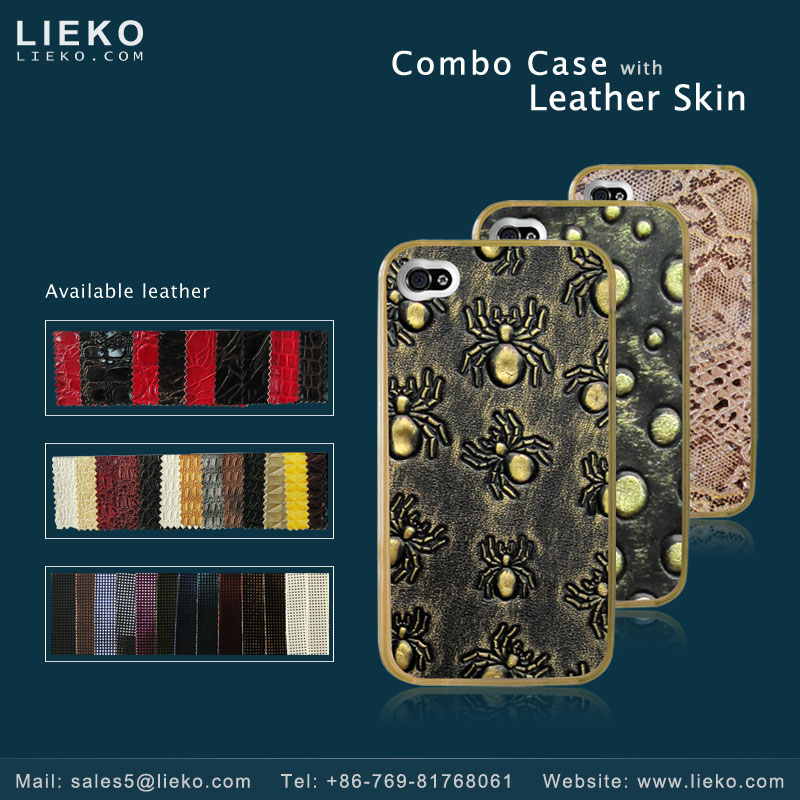 LIEKO
LIEKO.COM
Combo Case with
Leather Skin
Available leather
Mail: sales5@lieko.com Tel: +86-769-81768061 Website: www.lieko.com